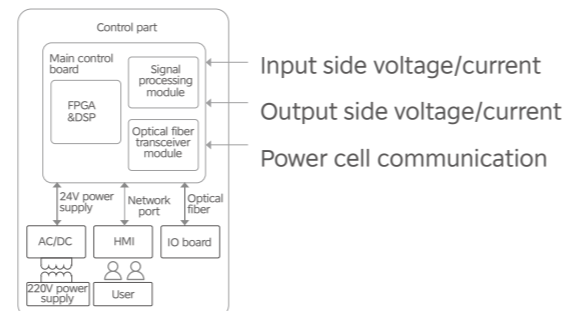 Control part
Main control
board
Signal
processing
module
FPGA
&DSP
Optical fiber
transceiver
module
Input side voltage/current
Output side voltage/current
Power cell communication
24V power
supply
Network
port
Optical
fiber
AC/DC
HMI
IO board
220V power
supply
User